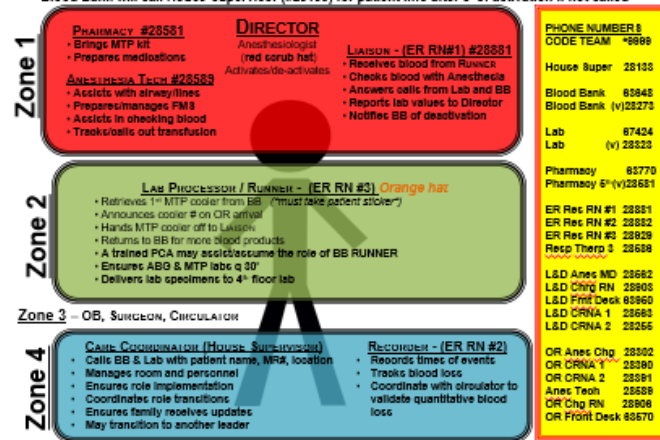 Zone 1
PHARMACY #28581
• Brings MTP kit
• Prepares medications
ANESTHESIA TECH #28589
• Assists with airway/lines
• Prepares/manages FMS
• Assists in checking blood
• Tracks/calls out transfusion
DIRECTOR
Anesthesiologist
(red scrub hat)
Activates/de-activates
LIAISON - (ER RN#1) #28881
• Receives blood from RUNNER
• Checks blood with Anesthesia
• Answers calls from Lab and BB
• Reports lab values to Director
• Notifies BB of deactivation
Zone 2
LAB PROCESSOR / RUNNER - (ER RN #3) Orange hat
• Retrieves 1st MTP cooler from BB (*must take patient sticker*)
• Announces cooler # on OR arrival
• Hands MTP cooler off to LIAISON
• Returns to BB for more blood products
• A trained PCA may assist/assume the role of BB RUNNER
• Ensures ABG & MTP labs q 30'
• Delivers lab specimens to 4th floor lab
Zone 3 – OB, SURGEON, CIRCULATOR
Zone 4
CARE COORDINATOR (HOUSE SUPERVISOR)
• Calls BB & Lab with patient name, MR#, location
• Manages room and personnel
• Ensures role implementation
• Coordinates role transitions
• Ensures family receives updates
• May transition to another leader
RECORDER - (ER RN #2)
• Records times of events
• Tracks blood loss
• Coordinate with circulator to
validate quantitative blood
loss
PHONE NUMBERS
CODE TEAM *9999
House Super 28133
Blood Bank 63648
Blood Bank (v)28273
Lab 67424
Lab (v) 28323
Pharmacy 63770
Pharmacy 5th (v)28581
ER Res RN #1 28881
ER Res RN #2 28882
ER Res RN #3 28829
Resp Therp 3 28538
L&D Anes MD 28562
L&D Chrg RN 28903
L&D Front Desk 63950
L&D CRNA 1 28563
L&D CRNA 2 28255
OR Anes Chg 28302
OR CRNA 1 28390
OR CRNA 2 28391
Anes Tech 28589
OR Chg RN 28906
OR Front Desk 63570